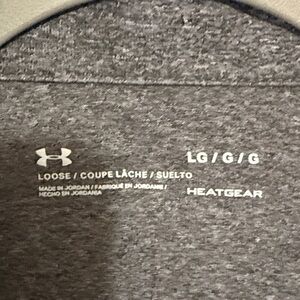 LG / G / G
LOOSE / COUPE LÂCHE / SUELTO
MADE IN JORDAN / FABRIQUÉ EN JORDANIE /
HECHO EN JORDANIA
HEATGEAR